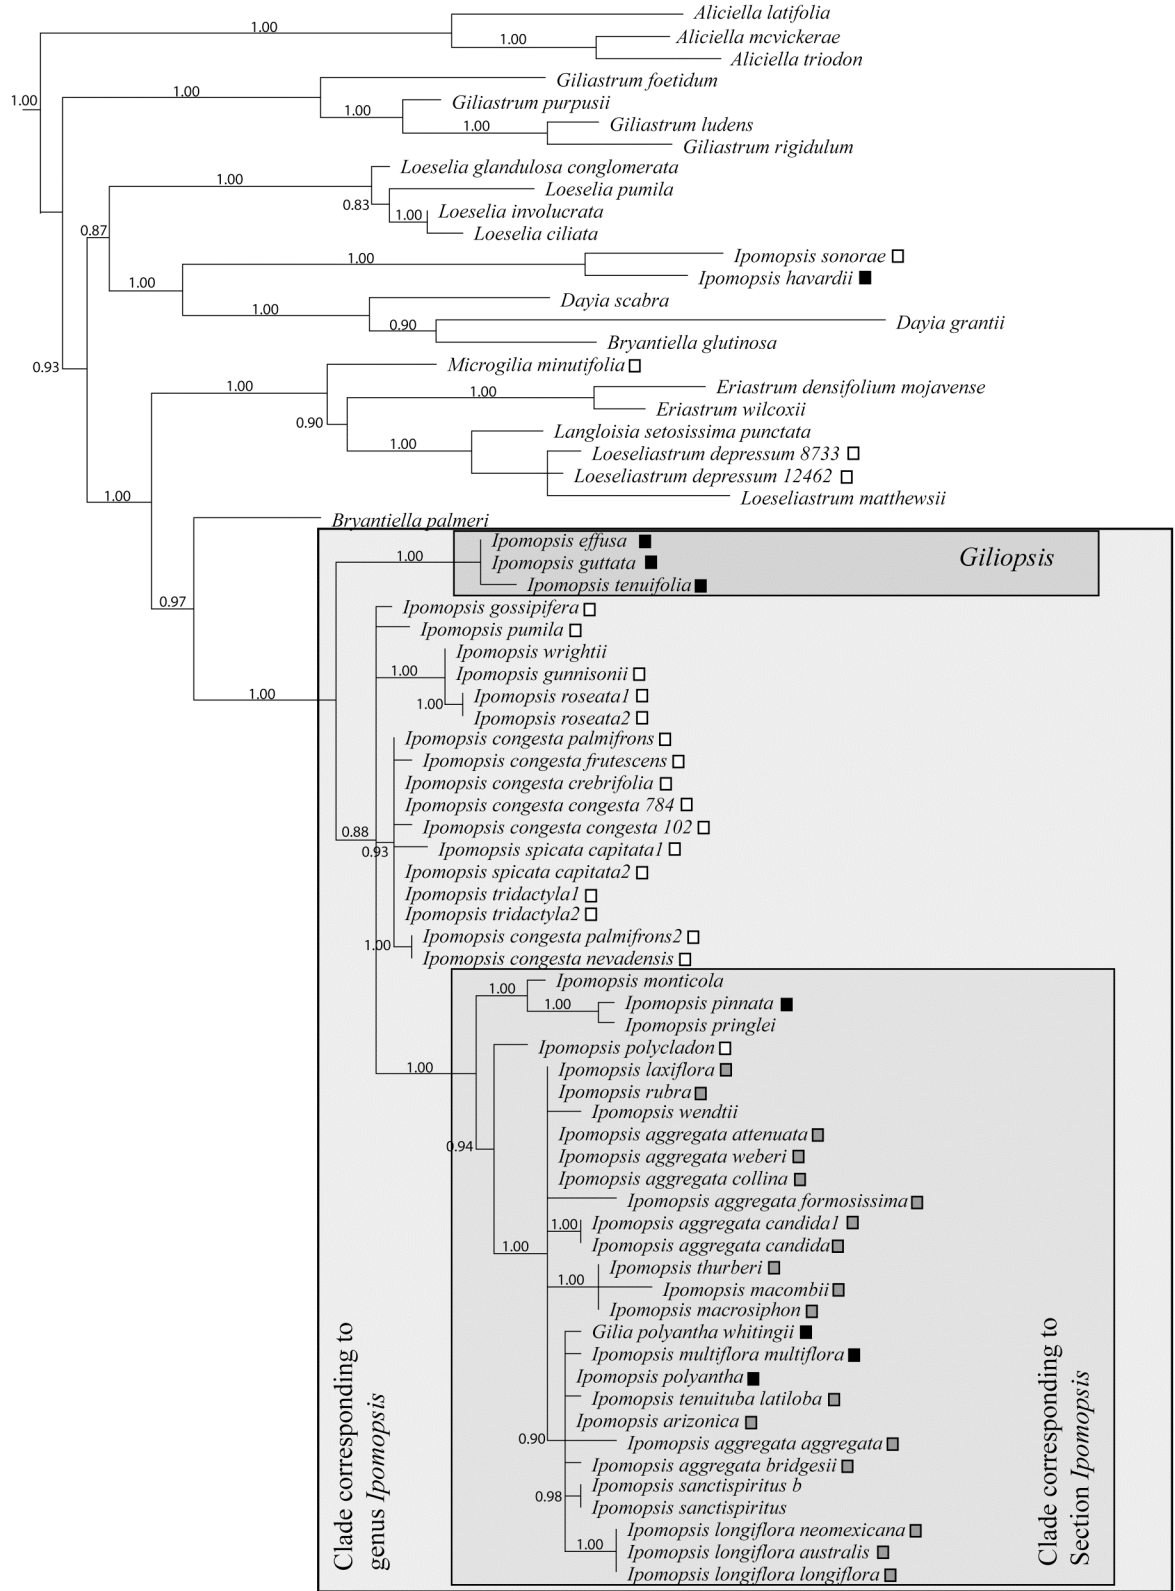 Aliciella latifolia
1.00
Aliciella mcvickerae
1.00
Aliciella triodon
Giliastrum foetidum
1.00
1.00
Giliastrum purpusii
1.00
Giliastrum ludens
1.00
Giliastrum rigidulum
Loeselia glandulosa conglomerata
1.00
Loeselia pumila
0.83
Loeselia involucrata
1.00
Loeselia ciliata
0.87
Ipomopsis sonorae
1.00
Ipomopsis havardii
1.00
Dayia scabra
1.00
Dayia grantii
0.90
Bryantiella glutinosa
0.93
Microgilia minutifolia
1.00
Eriastrum densifolium mojavense
1.00
Eriastrum wilcoxii
0.90
Langloisia setosissima punctata
1.00
Loeseliastrum depressum 8733
Loeseliastrum depressum 12462
1.00
Loeseliastrum matthewsii
Bryantiella palmeri
Ipomopsis effusa
1.00
Ipomopsis guttata
Giliopsis
Ipomopsis tenuifolia
0.97
Ipomopsis gossipifera
Ipomopsis pumila
Ipomopsis wrightii
1.00
Ipomopsis gunnisonii
1.00
Ipomopsis roseata1
1.00
Ipomopsis roseata2
Ipomopsis congesta palmifrons
Ipomopsis congesta frutescens
Ipomopsis congesta crebrifolia
Ipomopsis congesta congesta 784
0.88
Ipomopsis congesta congesta 102
0.93
Ipomopsis spicata capitata1
Ipomopsis spicata capitata2
Ipomopsis tridactyla1
Ipomopsis tridactyla2
Ipomopsis congesta palmifrons2
1.00
Ipomopsis congesta nevadensis
Ipomopsis monticola
1.00
Ipomopsis pinnata
1.00
Ipomopsis pringlei
Ipomopsis polycladon
1.00
Ipomopsis laxiflora
Ipomopsis rubra
Ipomopsis wendtii
Ipomopsis aggregata attenuata
0.94
Ipomopsis aggregata weberi
Ipomopsis aggregata collina
Ipomopsis aggregata formosissima
1.00
Ipomopsis aggregata candida1
1.00
Ipomopsis aggregata candida
Ipomopsis thurberi
1.00
Ipomopsis macombii
Ipomopsis macrosiphon
Gilia polyantha whitingii
Ipomopsis multiflora multiflora
Ipomopsis polyantha
Ipomopsis tenuituba latiloba
Ipomopsis arizonica
0.90
Ipomopsis aggregata aggregata
Ipomopsis aggregata bridgesii
Ipomopsis sanctispiritus b
0.98
Ipomopsis sanctispiritus
Ipomopsis longiflora neomexicana
1.00
Ipomopsis longiflora australis
Ipomopsis longiflora longiflora
Clade corresponding to
genus Ipomopsis
Clade corresponding to
Section Ipomopsis